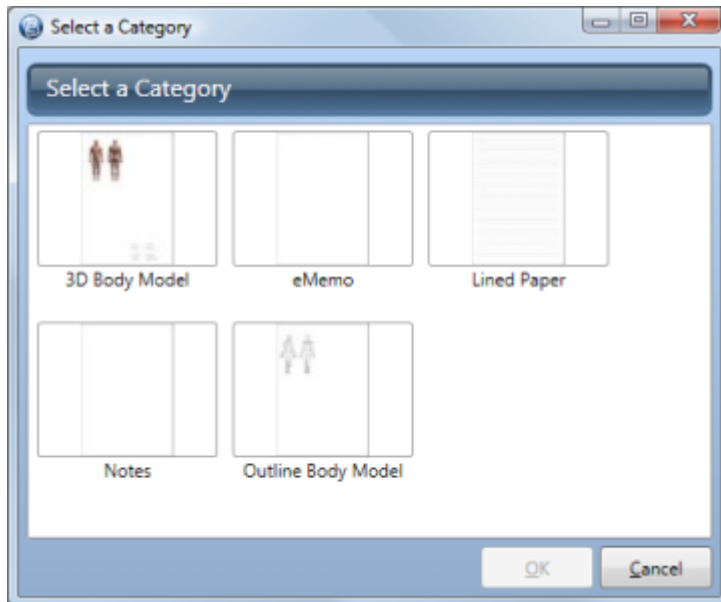 Select a Category
Select a Category
3D Body Model eMemo Lined Paper
Notes Outline Body Model
OK Cancel